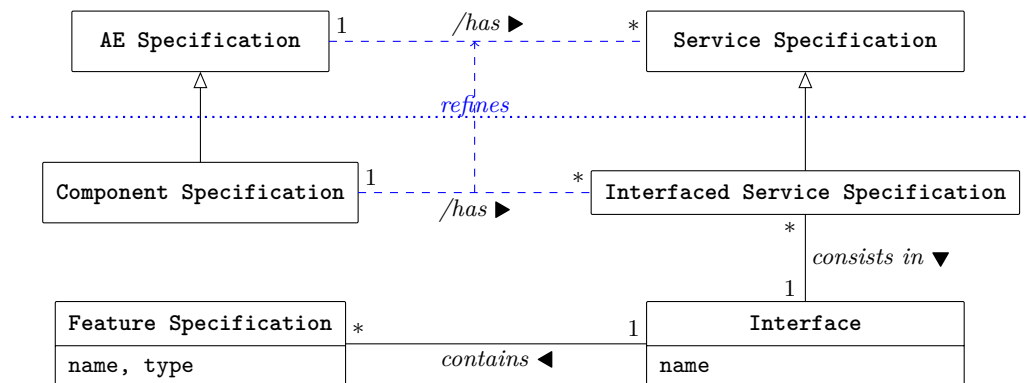 AE Specification 1 /has ▶ * Service Specification
refines
Component Specification 1 /has ▶ * Interfaced Service Specification
*
consists in ▼
1
Feature Specification * contains ◀ 1 Interface
name, type name